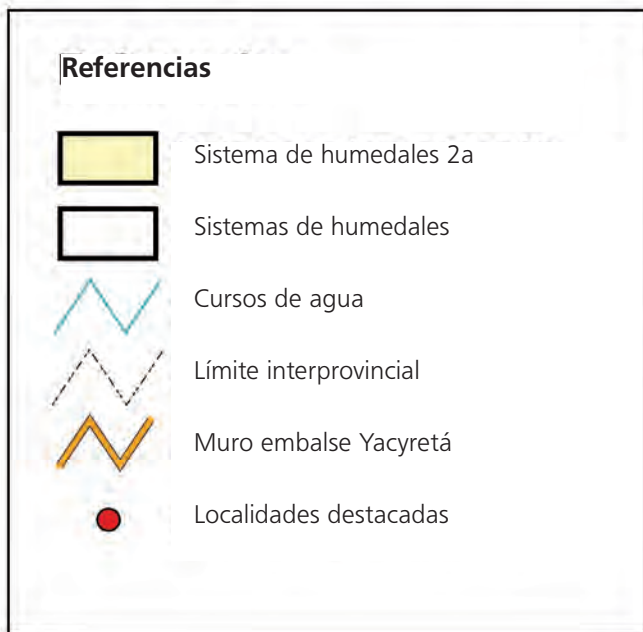 Referencias
Sistema de humedales 2a
Sistemas de humedales
Cursos de agua
Límite interprovincial
Muro embalse Yacyretá
Localidades destacadas